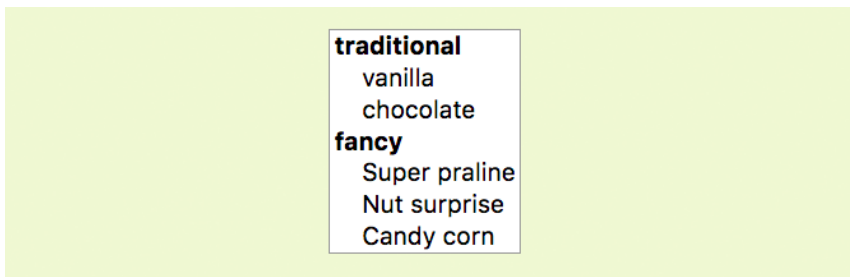 traditional
vanilla
chocolate
fancy
Super praline
Nut surprise
Candy corn